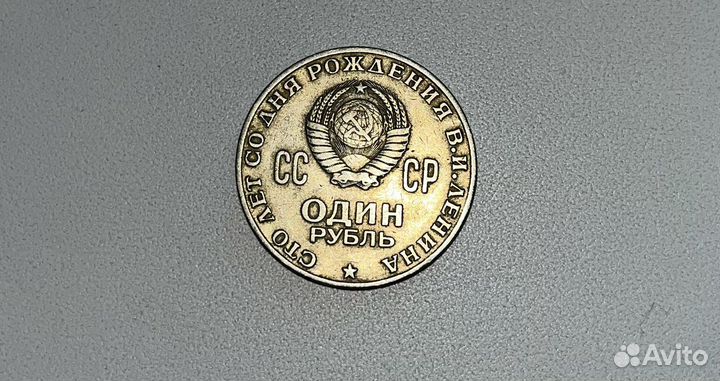 СТО ЛЕТ СО ДНЯ РОЖДЕНИЯ В.И.ЛЕНИНА
СС СР
ОДИН
РУБЛЬ
Avito